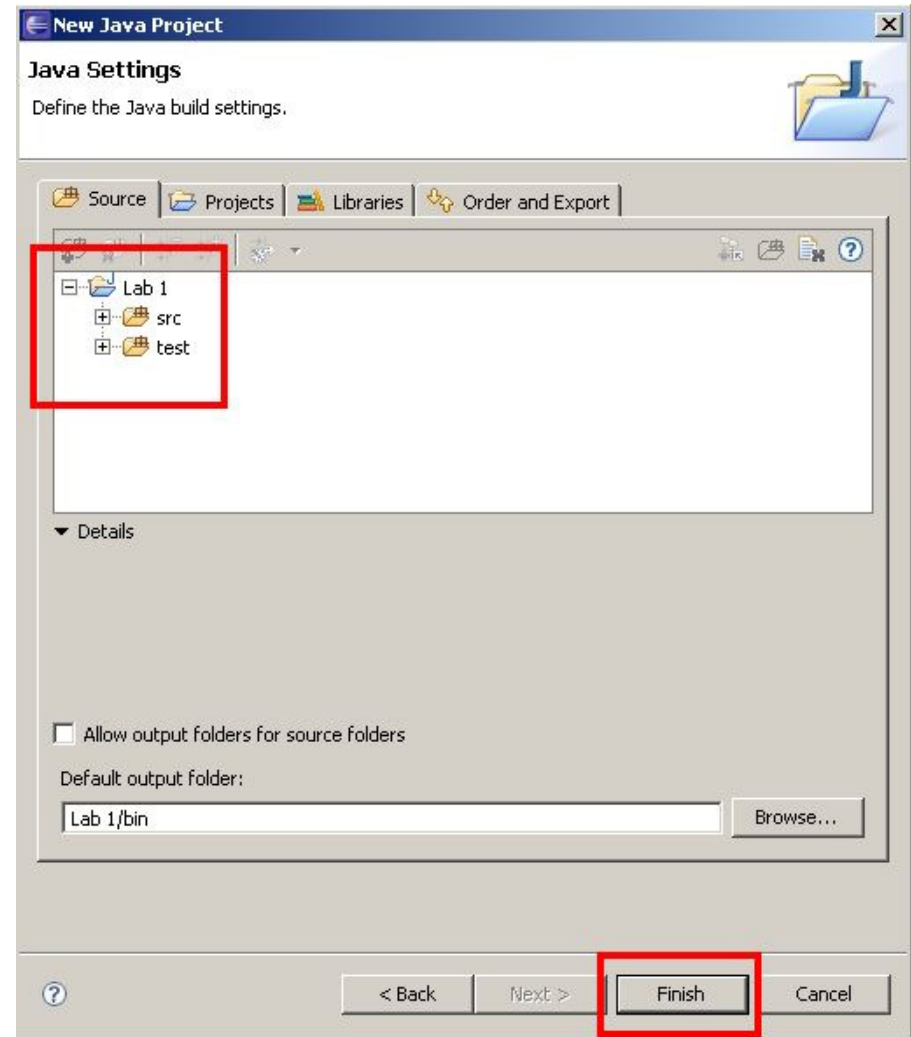 New Java Project
Java Settings
Define the Java build settings.
Source Projects Libraries Order and Export
Lab 1
src
test
Details
Allow output folders for source folders
Default output folder:
Lab 1/bin Browse...
< Back Next > Finish Cancel